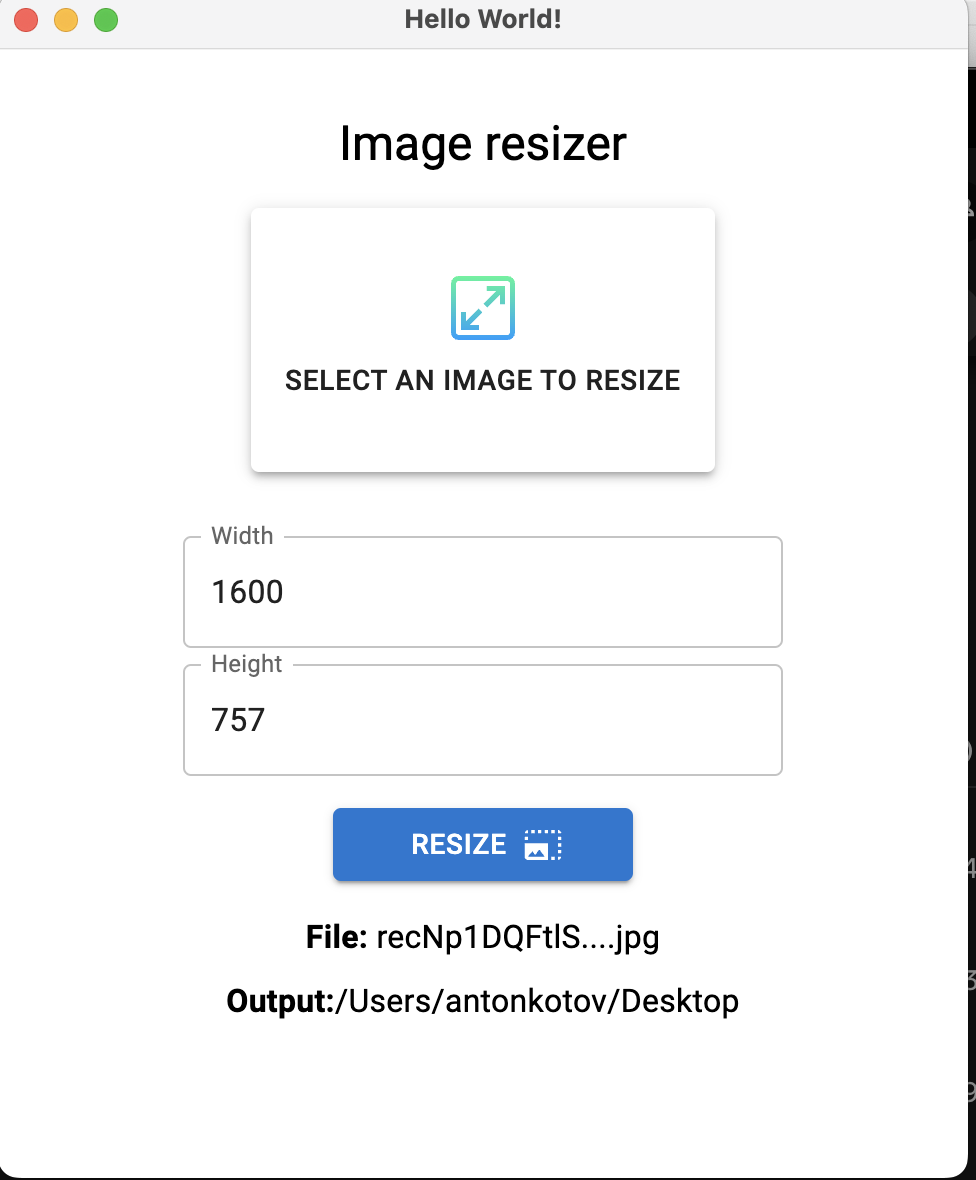 Hello World!
Image resizer
SELECT AN IMAGE TO RESIZE
Width
1600
Height
757
RESIZE
File: recNp1DQFtlS....jpg
Output:/Users/antonkotov/Desktop